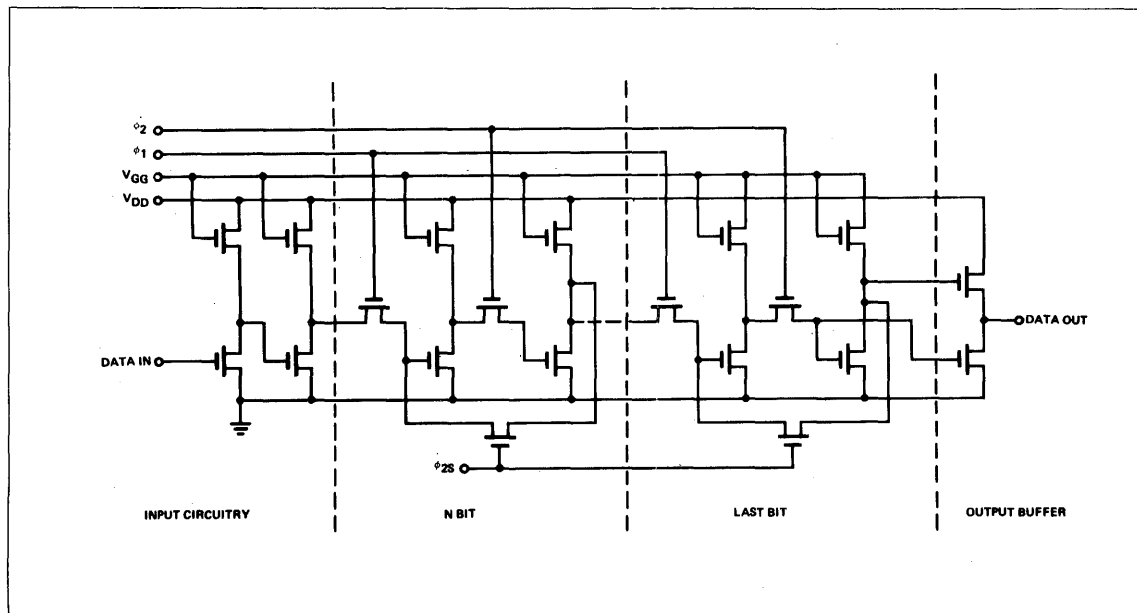 φ2
φ1
VGG
VDD
DATA IN
DATA OUT
φ2S
INPUT CIRCUITRY
N BIT
LAST BIT
OUTPUT BUFFER